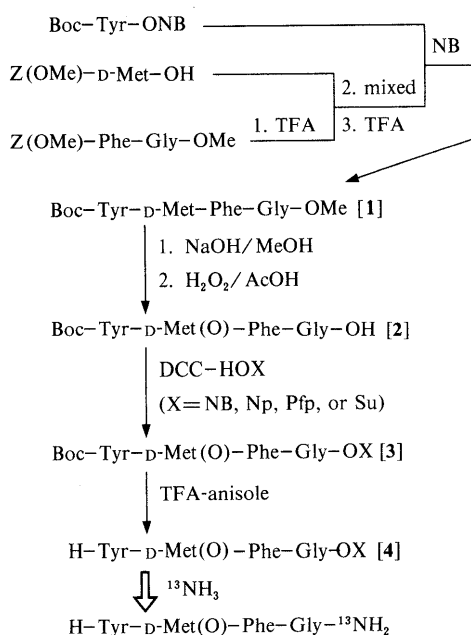 Boc–Tyr–ONB
NB
Z(OMe)–D-Met–OH
2. mixed
1. TFA
3. TFA
Z(OMe)–Phe–Gly–OMe
Boc–Tyr–D-Met–Phe–Gly–OMe [1]
1. NaOH/MeOH
2. H₂O₂/AcOH
Boc–Tyr–D-Met(O)–Phe–Gly–OH [2]
DCC–HOX
(X=NB, Np, Pfp, or Su)
Boc–Tyr–D-Met(O)–Phe–Gly–OX [3]
TFA-anisole
H–Tyr–D-Met(O)–Phe–Gly–OX [4]
¹³NH₃
H–Tyr–D-Met(O)–Phe–Gly–¹³NH₂